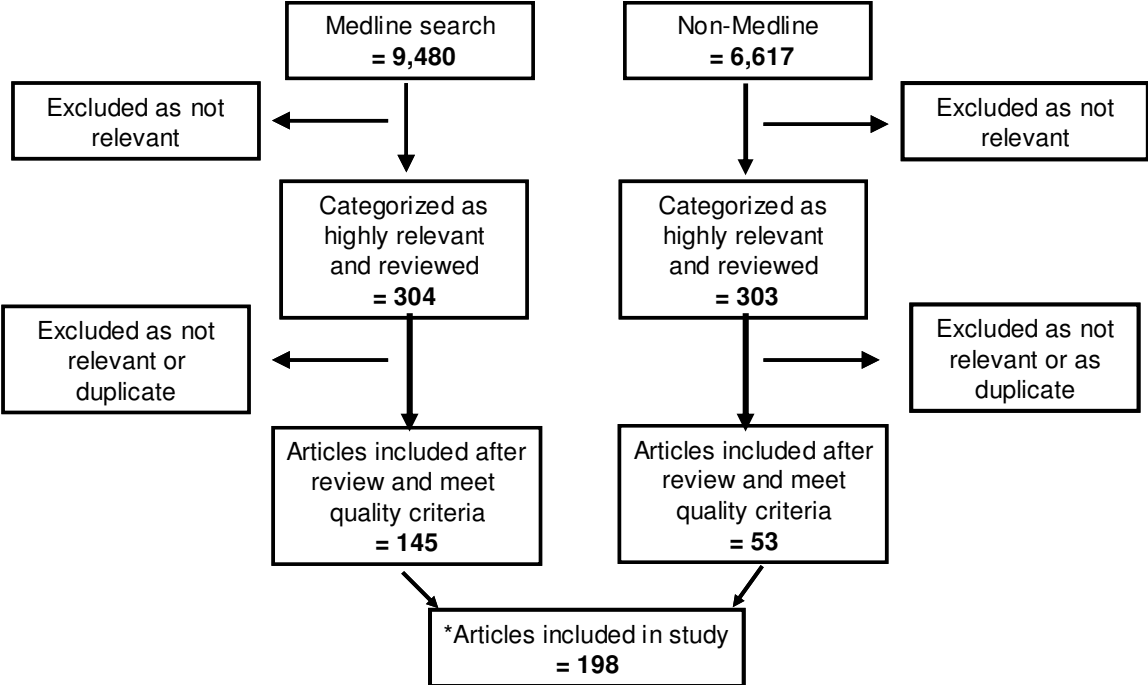 Medline search
= 9,480
Non-Medline
= 6,617
Excluded as not
relevant
Excluded as not
relevant
Categorized as
highly relevant
and reviewed
= 304
Categorized as
highly relevant
and reviewed
= 303
Excluded as not
relevant or
duplicate
Excluded as not
relevant or as
duplicate
Articles included after
review and meet
quality criteria
= 145
Articles included after
review and meet
quality criteria
= 53
*Articles included in study
= 198